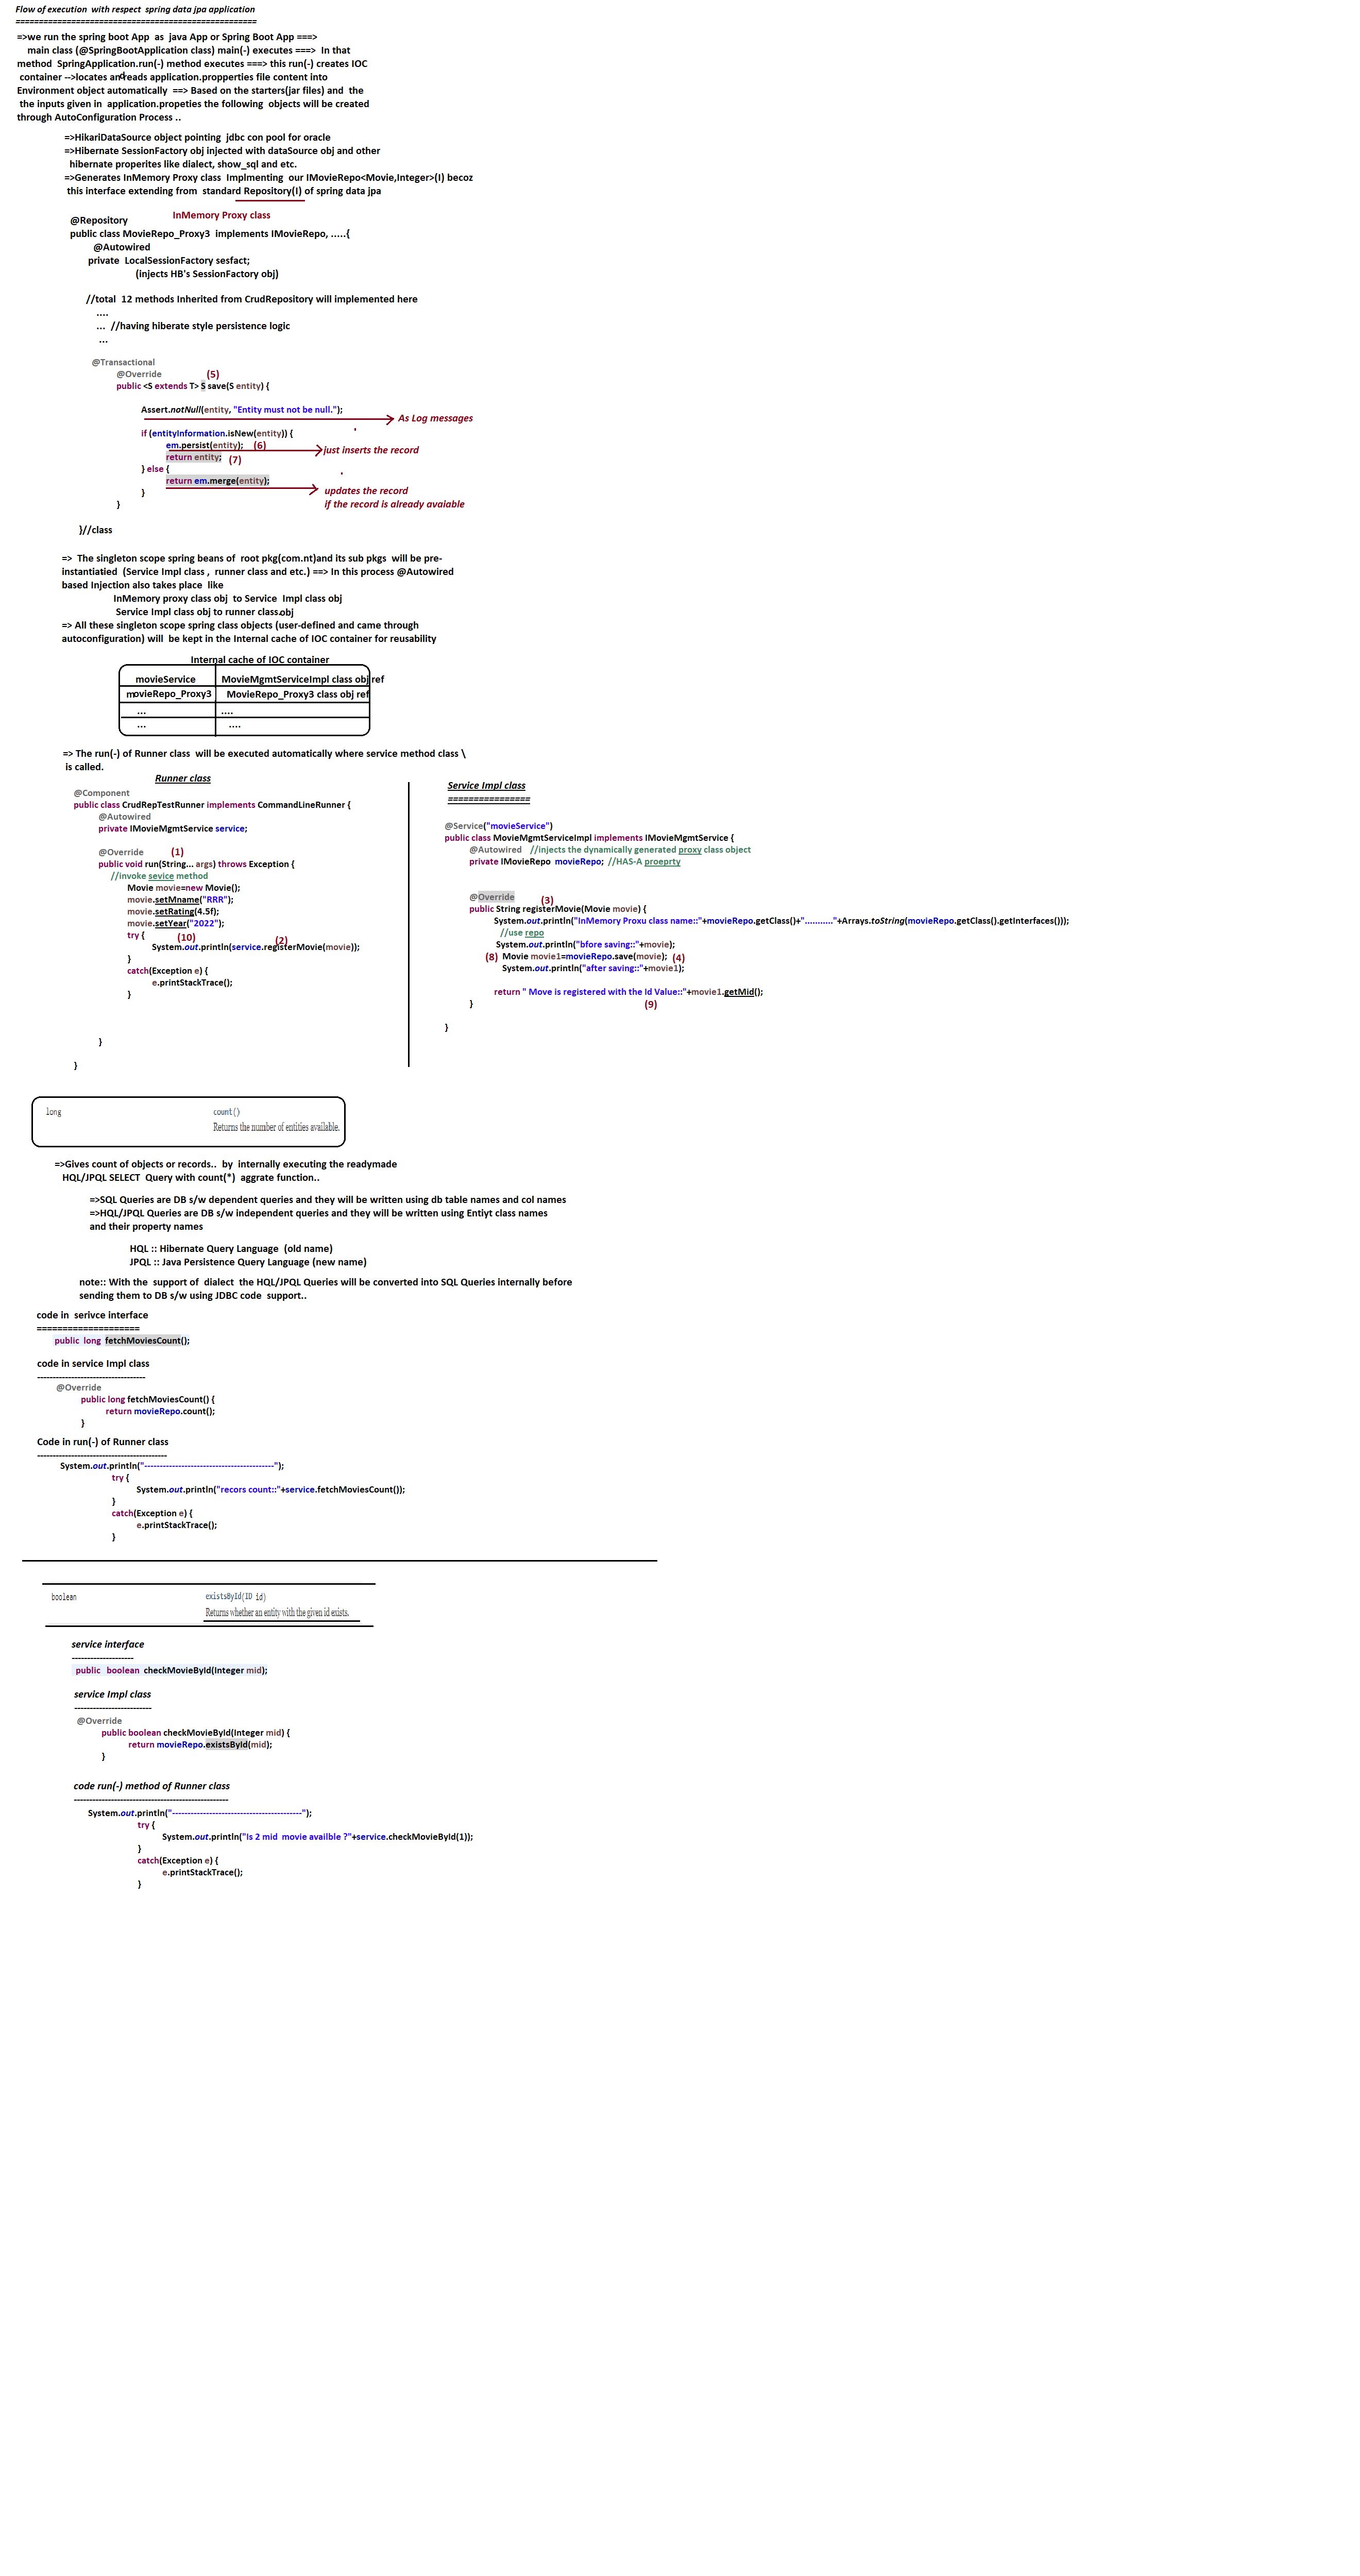 Flow of execution with respect spring data jpa application
====================================================
=>we run the spring boot App as java App or Spring Boot App ===>
main class (@SpringBootApplication class) main(-) executes ===> In that
method SpringApplication.run(-) method executes ===> this run(-) creates IOC
container -->locates and reads application.propperties file content into
Environment object automatically ==> Based on the starters(jar files) and the
the inputs given in application.propeties the following objects will be created
through AutoConfiguration Process ..
=>HikariDataSource object pointing jdbc con pool for oracle
=>Hibernate SessionFactory obj injected with dataSource obj and other
hibernate properites like dialect, show_sql and etc.
=>Generates InMemory Proxy class Implmenting our IMovieRepo<Movie,Integer>(I) becoz
this interface extending from standard Repository(I) of spring data jpa
InMemory Proxy class
@Repository
public class MovieRepo_Proxy3 implements IMovieRepo, .....{
@Autowired
private LocalSessionFactory sesfact;
(injects HB's SessionFactory obj)
//total 12 methods Inherited from CrudRepository will implemented here
....
... //having hiberate style persistence logic
...
@Transactional
@Override (5)
public <S extends T> S save(S entity) {
Assert.notNull(entity, "Entity must not be null.");
As Log messages
if (entityInformation.isNew(entity)) {
em.persist(entity); (6)
just inserts the record
return entity; (7)
} else {
return em.merge(entity);
}
updates the record
if the record is already avaiable
}
}//class
=> The singleton scope spring beans of root pkg(com.nt)and its sub pkgs will be pre-
instantiatied (Service Impl class , runner class and etc.) ==> In this process @Autowired
based Injection also takes place like
InMemory proxy class obj to Service Impl class obj
Service Impl class obj to runner class.obj
=> All these singleton scope spring class objects (user-defined and came through
autoconfiguration) will be kept in the Internal cache of IOC container for reusability
Internal cache of IOC container
movieService MovieMgmtServiceImpl class obj ref
movieRepo_Proxy3 MovieRepo_Proxy3 class obj ref
... ....
... ....
=> The run(-) of Runner class will be executed automatically where service method class \
is called.
Runner class
@Component
public class CrudRepTestRunner implements CommandLineRunner {
@Autowired
private IMovieMgmtService service;
@Override (1)
public void run(String... args) throws Exception {
//invoke sevice method
Movie movie=new Movie();
movie.setMname("RRR");
movie.setRating(4.5f);
movie.setYear("2022");
try { (10) (2)
System.out.println(service.registerMovie(movie));
}
catch(Exception e) {
e.printStackTrace();
}
}
}
Service Impl class
================
@Service("movieService")
public class MovieMgmtServiceImpl implements IMovieMgmtService {
@Autowired //injects the dynamically generated proxy class object
private IMovieRepo movieRepo; //HAS-A proeprty
@Override (3)
public String registerMovie(Movie movie) {
System.out.println("InMemory Proxu class name::"+movieRepo.getClass()+"..........."+Arrays.toString(movieRepo.getClass().getInterfaces()));
//use repo
System.out.println("bfore saving::"+movie);
(8) Movie movie1=movieRepo.save(movie); (4)
System.out.println("after saving::"+movie1);
return " Move is registered with the Id Value::"+movie1.getMid();
} (9)
}
long count()
Returns the number of entities available.
=>Gives count of objects or records.. by internally executing the readymade
HQL/JPQL SELECT Query with count(*) aggrate function..
=>SQL Queries are DB s/w dependent queries and they will be written using db table names and col names
=>HQL/JPQL Queries are DB s/w independent queries and they will be written using Entiyt class names
and their property names
HQL :: Hibernate Query Language (old name)
JPQL :: Java Persistence Query Language (new name)
note:: With the support of dialect the HQL/JPQL Queries will be converted into SQL Queries internally before
sending them to DB s/w using JDBC code support..
code in serivce interface
=====================
public long fetchMoviesCount();
code in service Impl class
-----------------------------------
@Override
public long fetchMoviesCount() {
return movieRepo.count();
}
Code in run(-) of Runner class
------------------------------------------
System.out.println("------------------------------------------");
try {
System.out.println("recors count::"+service.fetchMoviesCount());
}
catch(Exception e) {
e.printStackTrace();
}
boolean existsById(ID id)
Returns whether an entity with the given id exists.
service interface
--------------------
public boolean checkMovieById(Integer mid);
service Impl class
-------------------------
@Override
public boolean checkMovieById(Integer mid) {
return movieRepo.existsById(mid);
}
code run(-) method of Runner class
--------------------------------------------------
System.out.println("------------------------------------------");
try {
System.out.println("Is 2 mid movie availble ?"+service.checkMovieById(1));
}
catch(Exception e) {
e.printStackTrace();
}